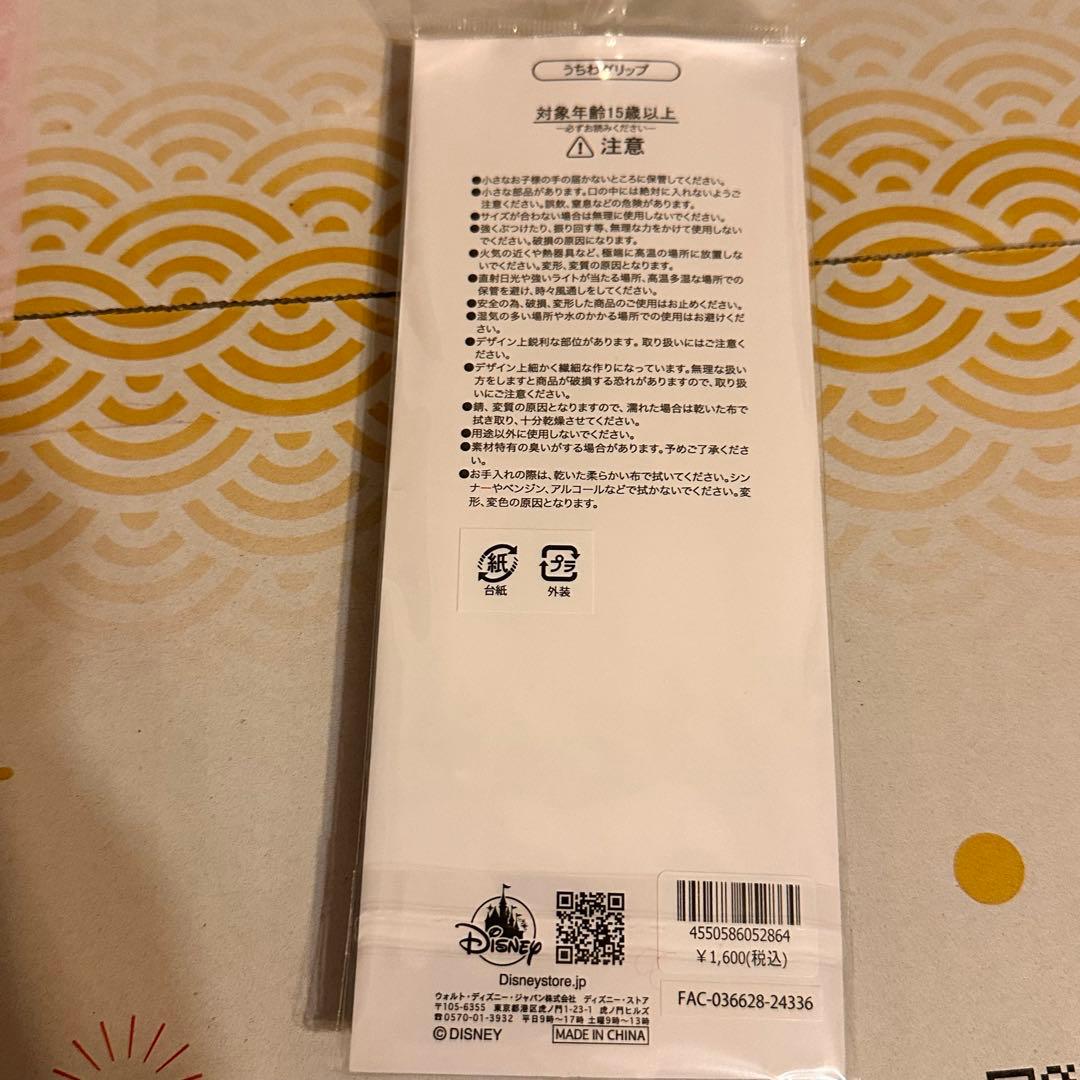 うちわグリップ
対象年齢15歳以上
―必ずお読みください―
注意
●小さなお子様の手の届かないところに保管してください。
●小さな部品があります。口の中には絶対に入れないようご
注意ください。誤飲、窒息などの危険があります。
●サイズが合わない場合は無理に使用しないでください。
●強くぶつけたり、振り回す等、無理な力をかけて使用しない
でください。破損の原因になります。
●火気の近くや熱器具など、極端に高温の場所に放置しな
いでください。変形、変質の原因となります。
●直射日光や強いライトが当たる場所、高温多湿な場所での
保管を避け、時々風通しをしてください。
●安全の為、破損、変形した商品のご使用はお止めください。
●湿気の多い場所や水のかかる場所での使用はお避けくだ
さい。
●デザイン上鋭利な部位があります。取り扱いにはご注意く
ださい。
●デザイン上細かく繊細な作りになっています。無理な扱い
方をしますと商品が破損する恐れがありますので、取り扱
いにご注意ください。
●錆、変質の原因となりますので、濡れた場合は乾いた布で
拭き取り、十分乾燥させてください。
●用途以外に使用しないでください。
●素材特有の臭いがする場合があります。予めご了承くださ
い。
●お手入れの際は、乾いた柔らかい布で拭いてください。シン
ナーやベンジン、アルコールなどで拭かないでください。変
形、変色の原因となります。
紙 プラ
台紙 外装
Disney
Disneystore.jp
ウォルト・ディズニー・ジャパン株式会社 ディズニー・ストア
〒105-6355 東京都港区虎ノ門1-23-1 虎ノ門ヒルズ
☎0570-01-3932 平日9時～17時 土曜9時～13時
©DISNEY MADE IN CHINA
4550586052864
￥1,600(税込)
FAC-036628-24336